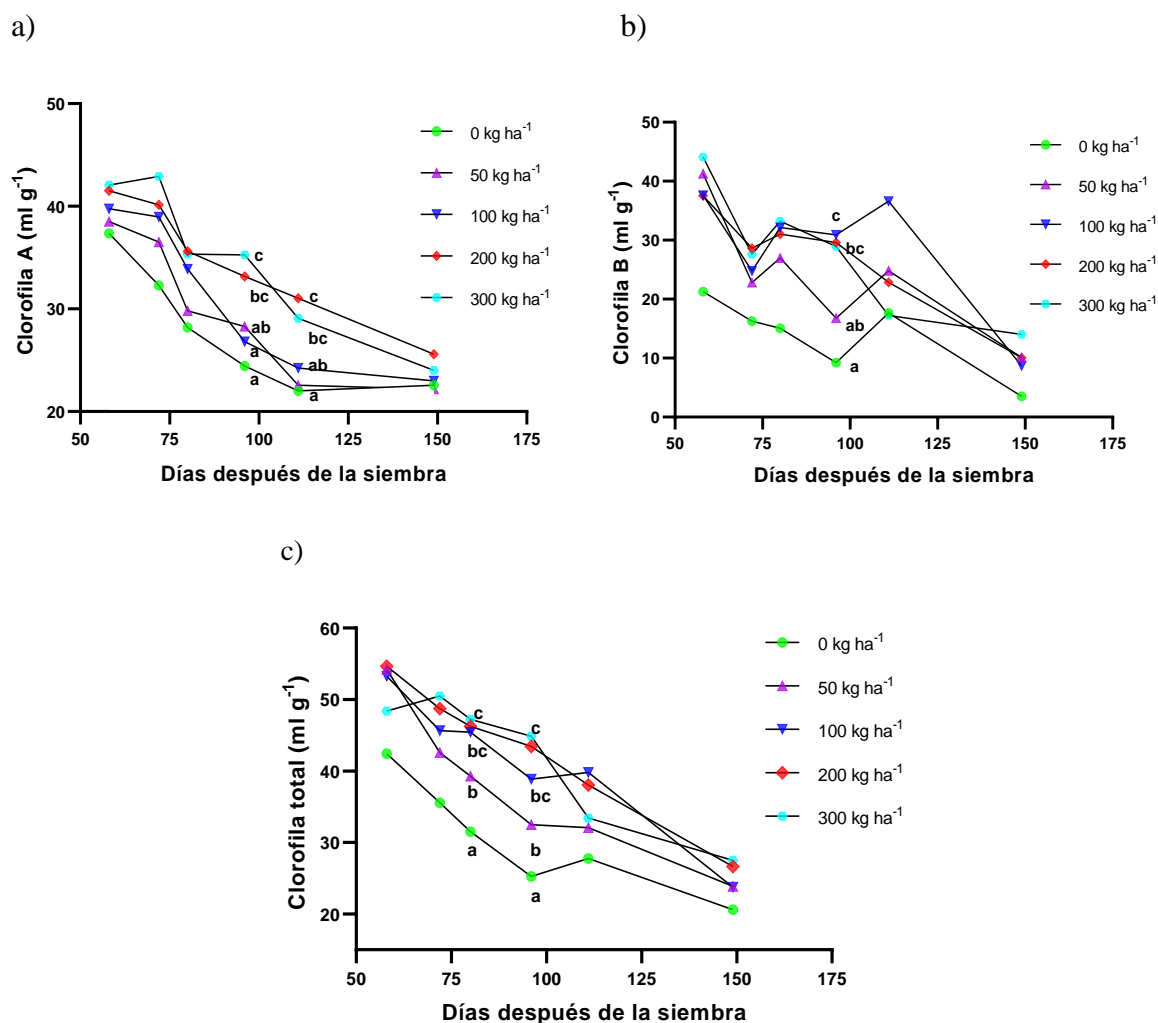 a)
50
40
30
20
Clorofila A (ml g⁻¹)
0 kg ha⁻¹
50 kg ha⁻¹
100 kg ha⁻¹
200 kg ha⁻¹
300 kg ha⁻¹
c
bc
c
ab
bc
a
ab
a
a
50 75 100 125 150 175
Días después de la siembra
b)
50
40
30
20
10
0
Clorofila B (ml g⁻¹)
0 kg ha⁻¹
50 kg ha⁻¹
100 kg ha⁻¹
200 kg ha⁻¹
300 kg ha⁻¹
c
bc
ab
a
50 75 100 125 150 175
Días después de la siembra
c)
60
50
40
30
20
Clorofila total (ml g⁻¹)
0 kg ha⁻¹
50 kg ha⁻¹
100 kg ha⁻¹
200 kg ha⁻¹
300 kg ha⁻¹
c
c
bc
b
bc
a
b
a
50 75 100 125 150 175
Días después de la siembra